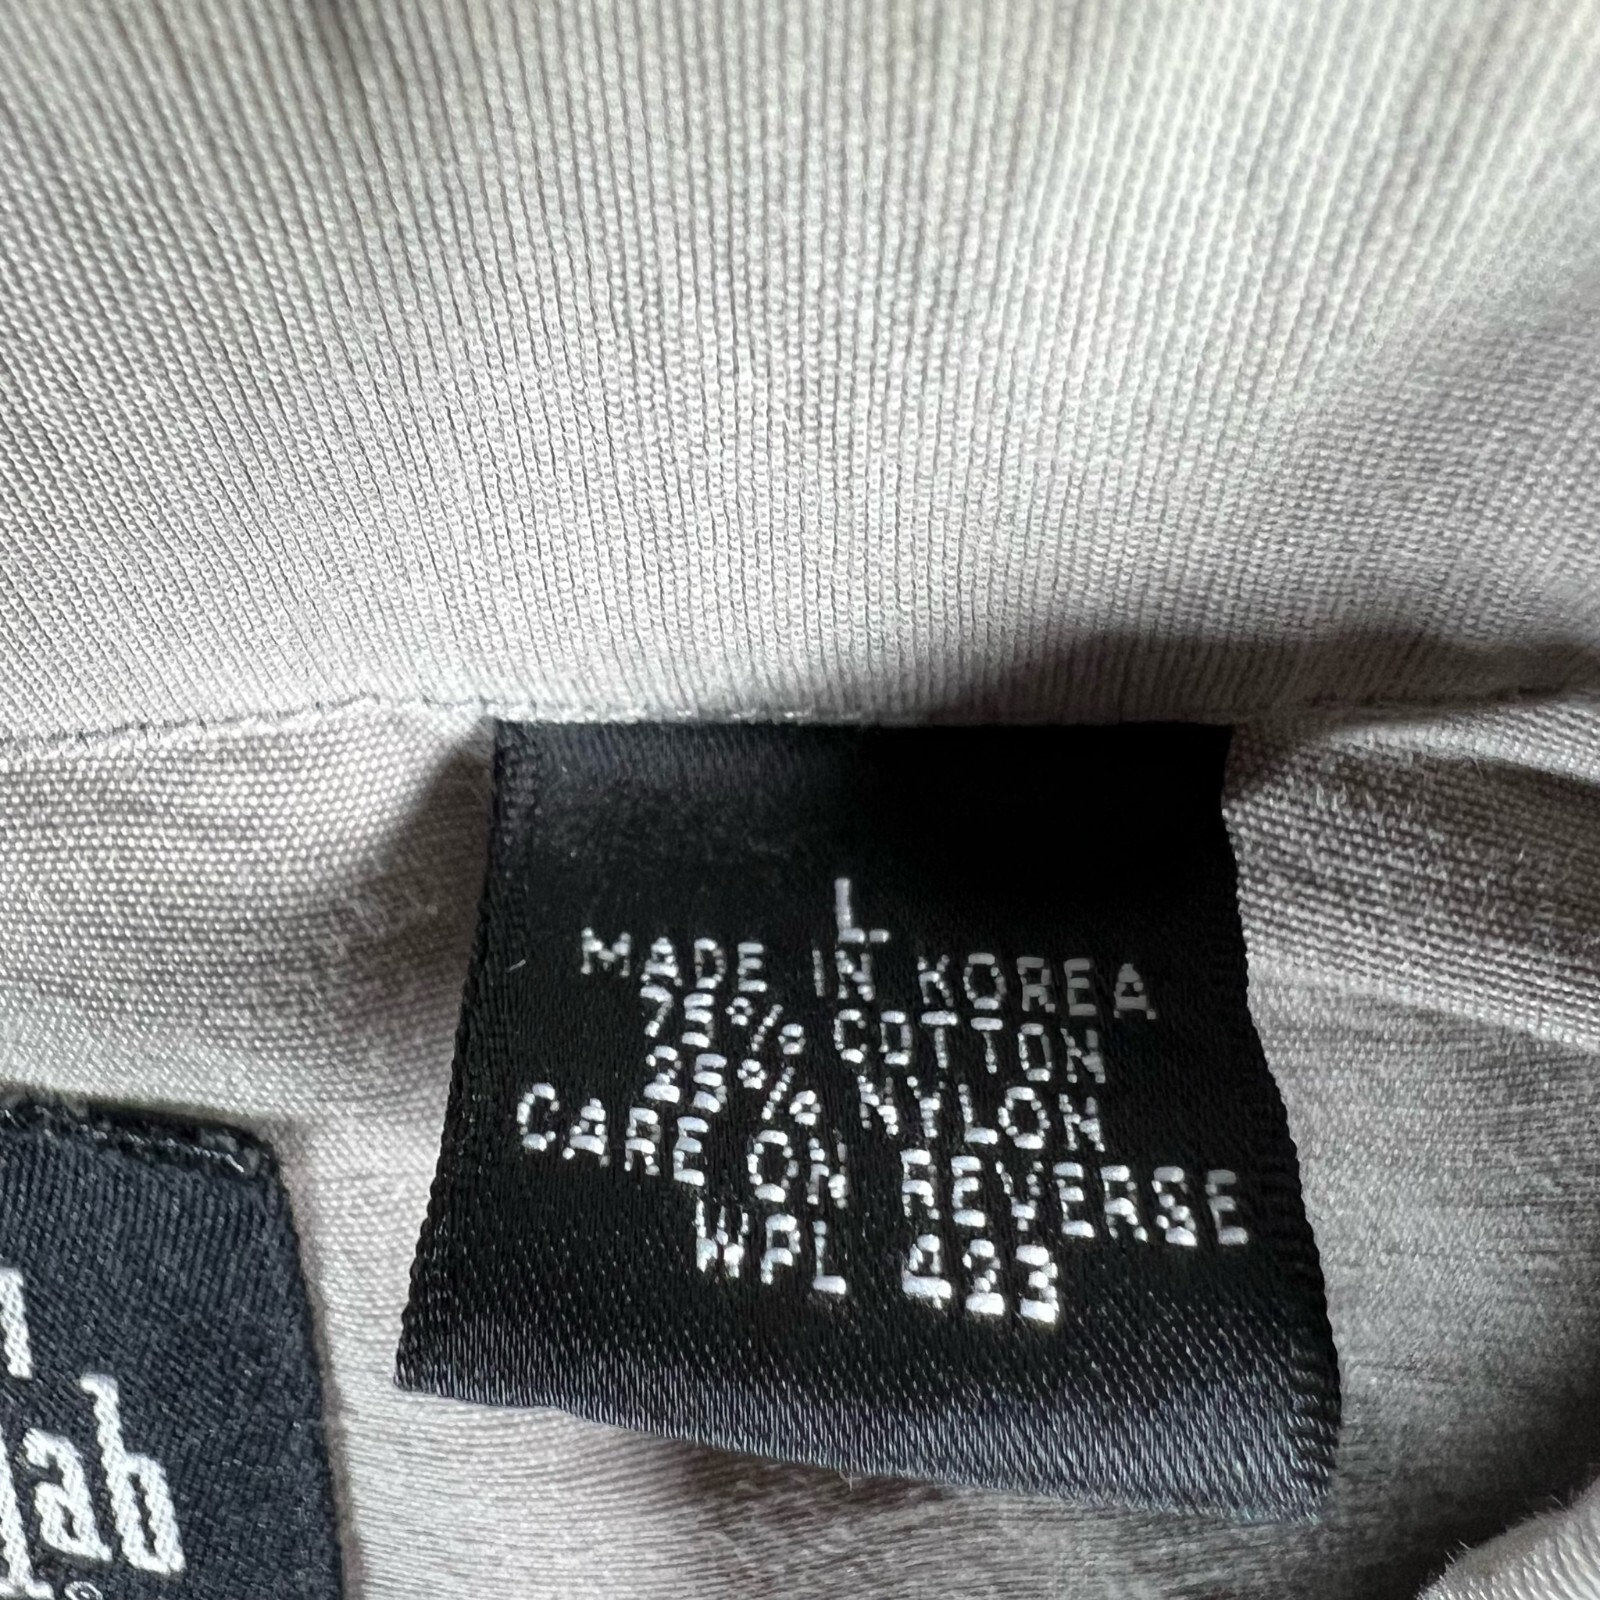 L
MADE IN KOREA
75% COTTON
25% NYLON
CARE ON REVERSE
WPL 423